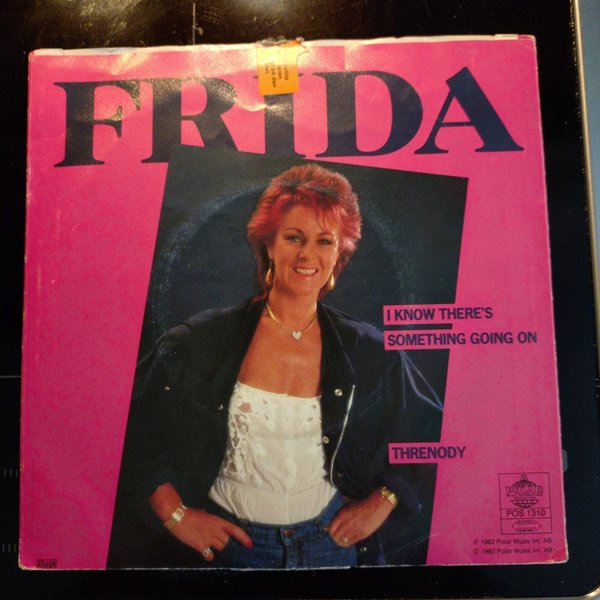 FRIDA
I KNOW THERE'S
SOMETHING GOING ON
THRENODY
POLAR
POS 1310
℗ 1982 Polar Music Int. AB
© 1982 Polar Music Int. AB